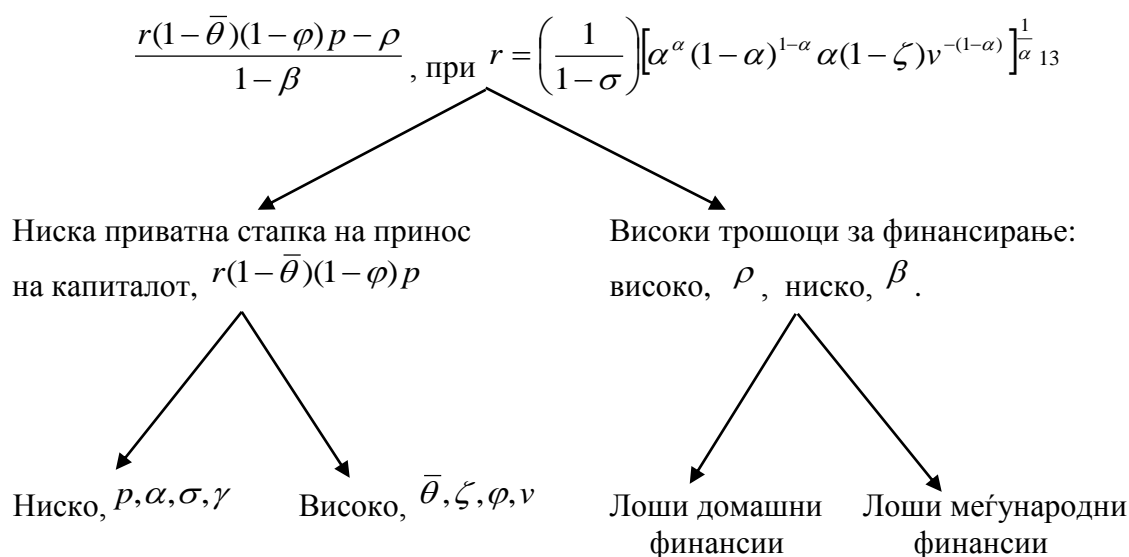 r(1−θ̅)(1−φ)p−ρ / 1−β , при r = (1/(1−σ)) [α^α (1−α)^{1−α} α(1−ζ)v^{−(1−α)}]^{1/α} 13
Ниска приватна стапка на принос
на капиталот, r(1−θ̅)(1−φ)p
Високи трошоци за финансирање:
високо, ρ , ниско, β .
Ниско, p,α,σ,γ
Високо, θ̅,ζ,φ,v
Лоши домашни
финансии
Лоши меѓународни
финансии